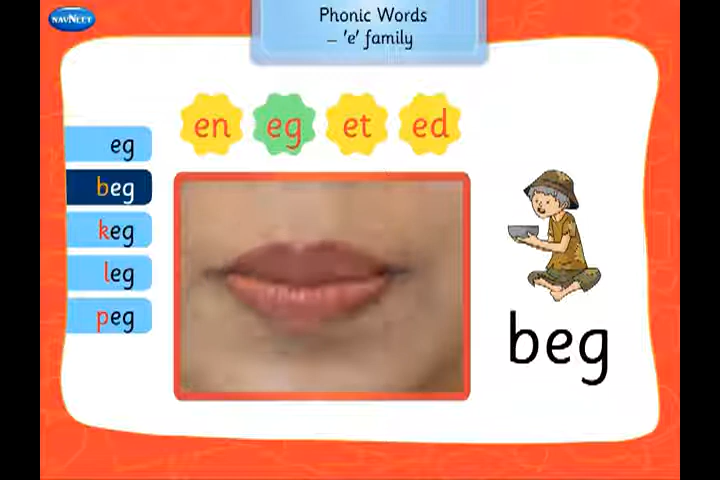 NAVNEET
Phonic Words
– 'e' family
en eg et ed
eg
beg
keg
leg
peg
beg